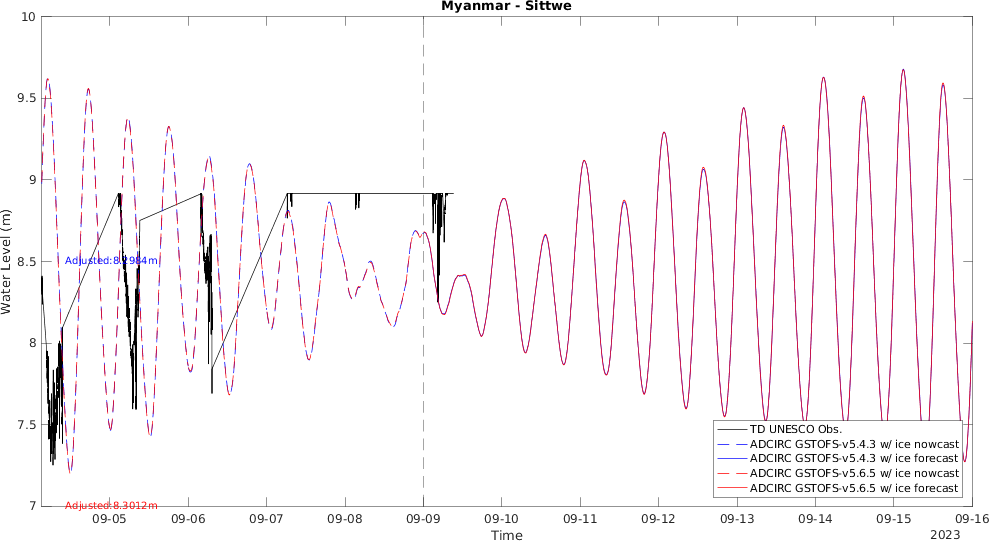 Myanmar - Sittwe
10
9.5
9
8.5
8
7.5
7
Water Level (m)
Adjusted:8.2984m
Adjusted:8.3012m
TD UNESCO Obs.
ADCIRC GSTOFS-v5.4.3 w/ ice nowcast
ADCIRC GSTOFS-v5.4.3 w/ ice forecast
ADCIRC GSTOFS-v5.6.5 w/ ice nowcast
ADCIRC GSTOFS-v5.6.5 w/ ice forecast
09-05 09-06 09-07 09-08 09-09 09-10 09-11 09-12 09-13 09-14 09-15 09-16
Time
2023